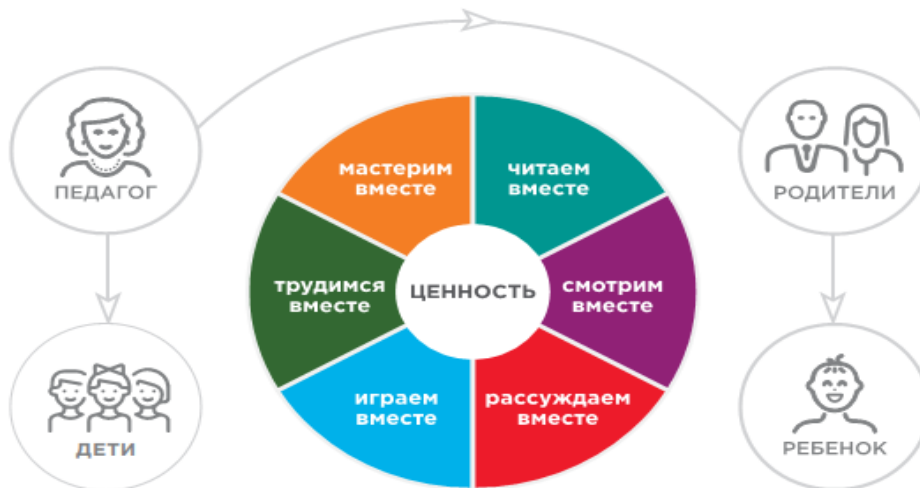 ПЕДАГОГ
РОДИТЕЛИ
мастерим
вместе
читаем
вместе
трудимся
вместе
ЦЕННОСТЬ
смотрим
вместе
играем
вместе
рассуждаем
вместе
ДЕТИ
РЕБЕНОК